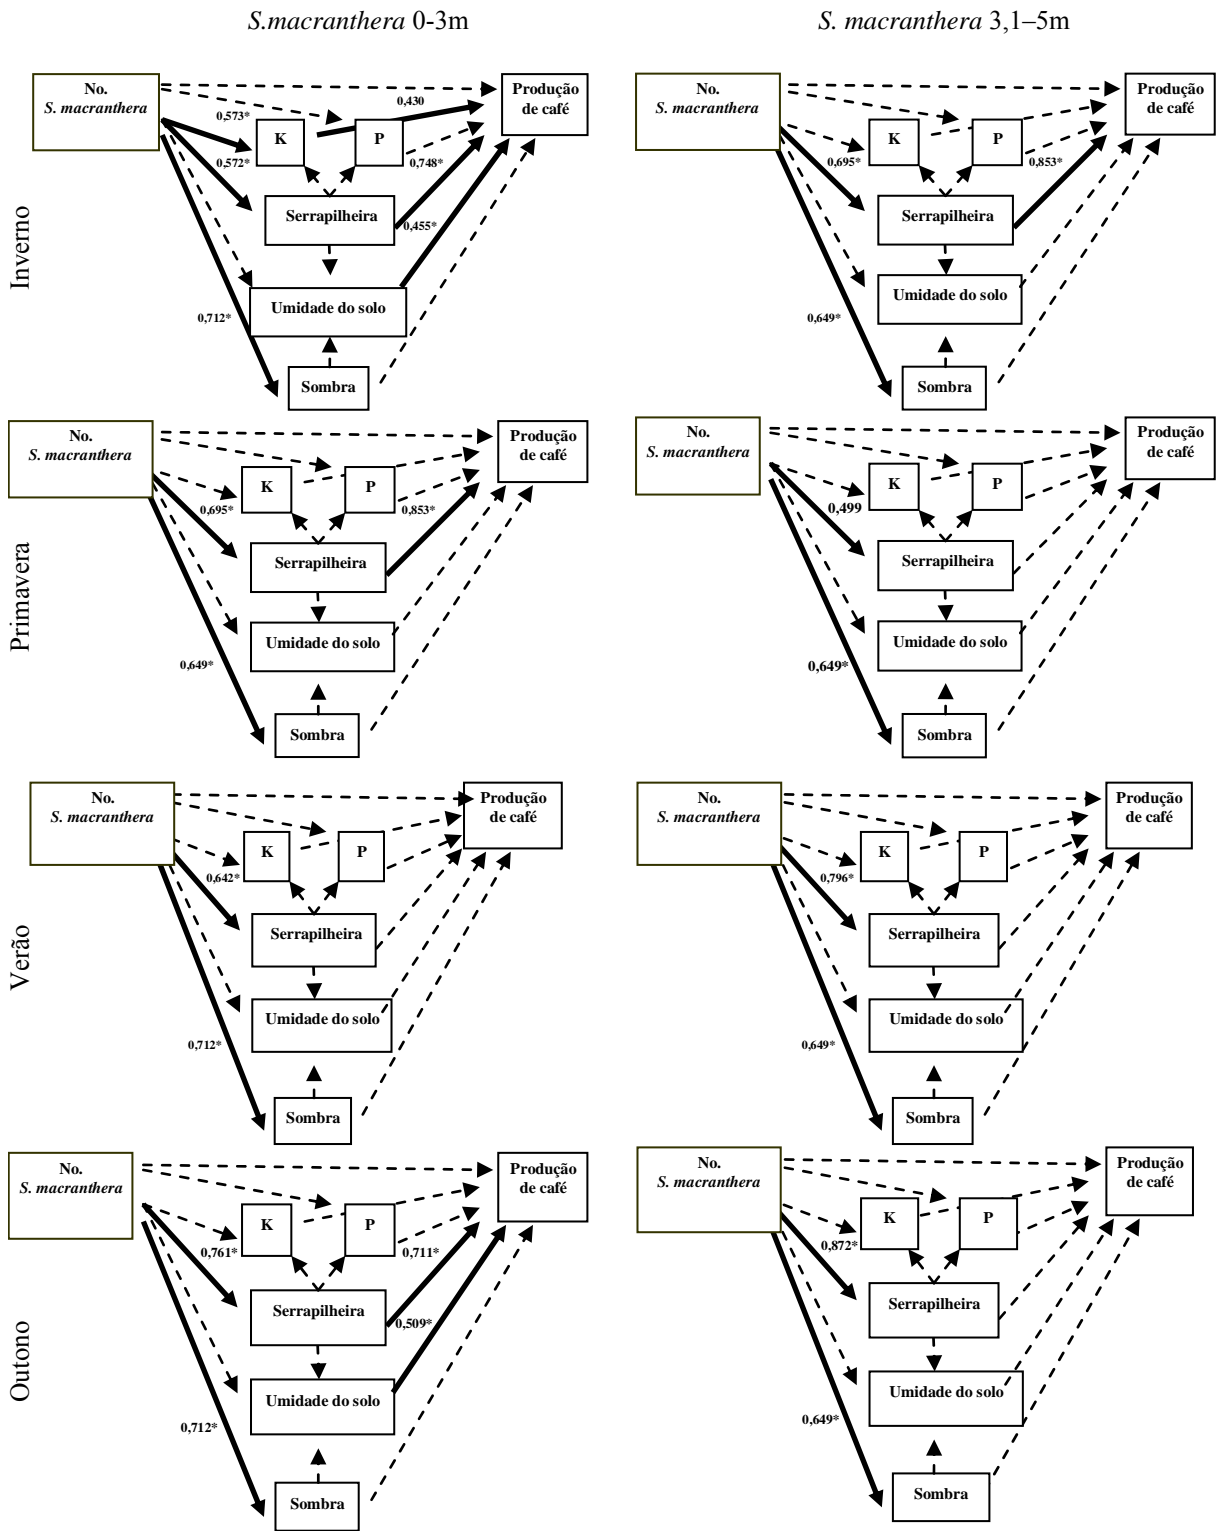 S.macranthera 0-3m
S. macranthera 3,1–5m
Inverno
No.
S. macranthera
Produção
de café
0,573*
0,430
K
P
0,572*
0,748*
Serrapilheira
0,455*
Umidade do solo
0,712*
Sombra
No.
S. macranthera
Produção
de café
K
P
0,695*
0,853*
Serrapilheira
Umidade do solo
0,649*
Sombra
Primavera
No.
S. macranthera
Produção
de café
K
P
0,695*
0,853*
Serrapilheira
Umidade do solo
0,649*
Sombra
No.
S. macranthera
Produção
de café
K
P
0,499
Serrapilheira
Umidade do solo
0,649*
Sombra
Verão
No.
S. macranthera
Produção
de café
K
P
0,642*
Serrapilheira
Umidade do solo
0,712*
Sombra
No.
S. macranthera
Produção
de café
K
P
0,796*
Serrapilheira
Umidade do solo
0,649*
Sombra
Outono
No.
S. macranthera
Produção
de café
K
P
0,761*
0,711*
Serrapilheira
0,509*
Umidade do solo
0,712*
Sombra
No.
S. macranthera
Produção
de café
K
P
0,872*
Serrapilheira
Umidade do solo
0,649*
Sombra